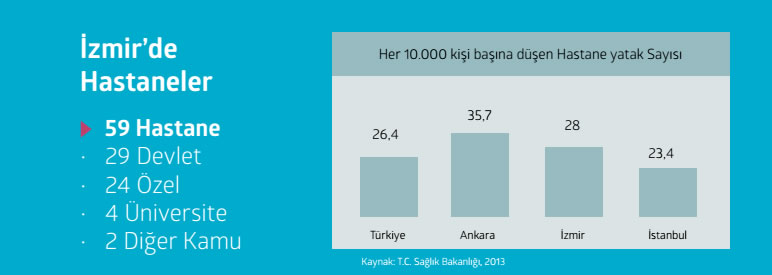 İzmir'de
Hastaneler
59 Hastane
· 29 Devlet
· 24 Özel
· 4 Üniversite
· 2 Diğer Kamu
Her 10.000 kişi başına düşen Hastane yatak Sayısı
26,4
35,7
28
23,4
Türkiye
Ankara
İzmir
İstanbul
Kaynak: T.C. Sağlık Bakanlığı, 2013